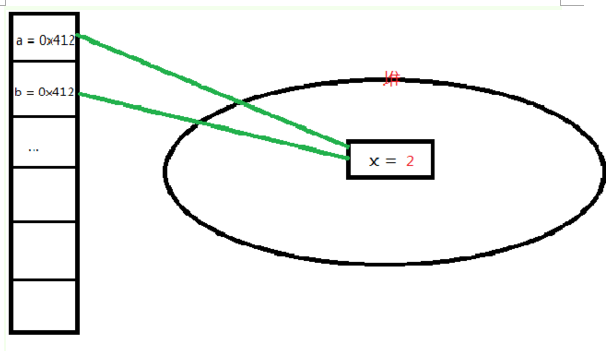 a = 0x412
b = 0x412
...
x = 2